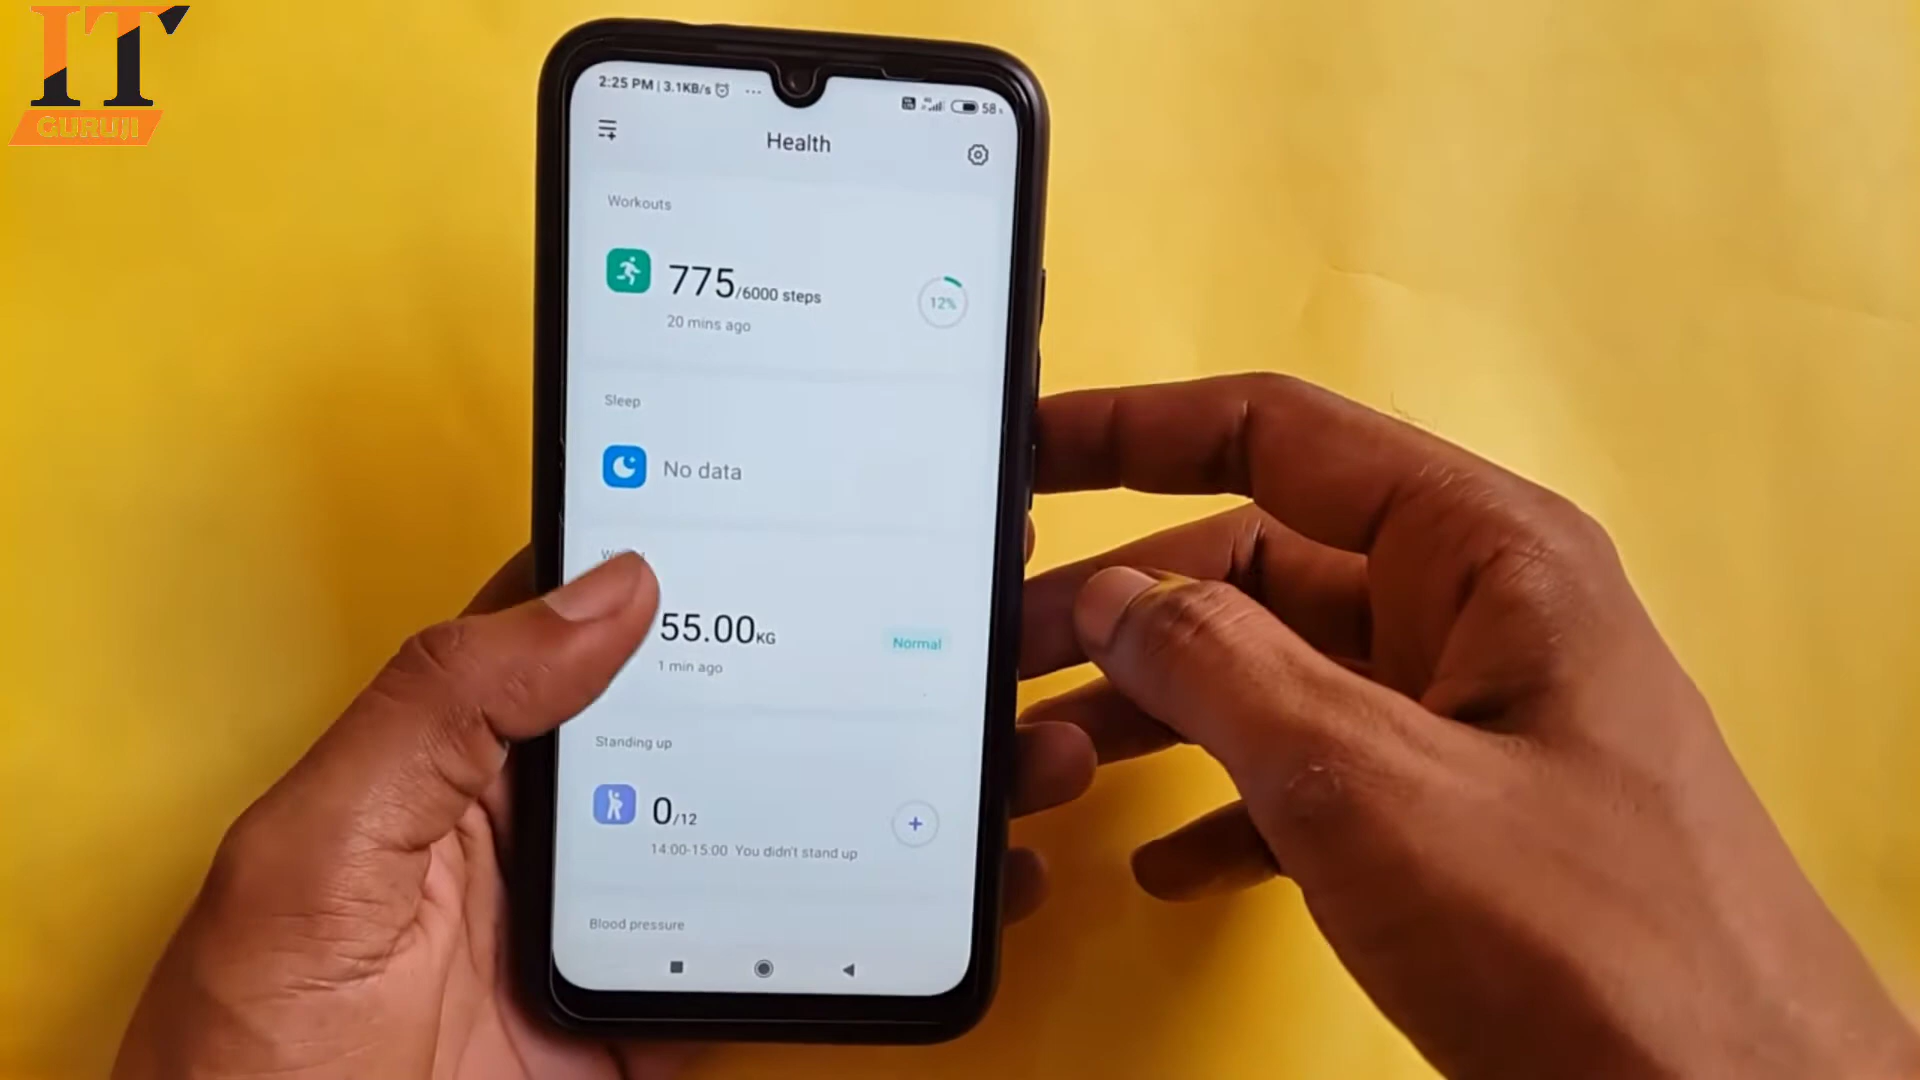 IT
GURUJI
2:25 PM | 3.1KB/s ...
58
Health
Workouts
775/6000 steps
12%
20 mins ago
Sleep
No data
55.00KG
Normal
1 min ago
Standing up
0/12
+
14:00-15:00 You didn't stand up
Blood pressure